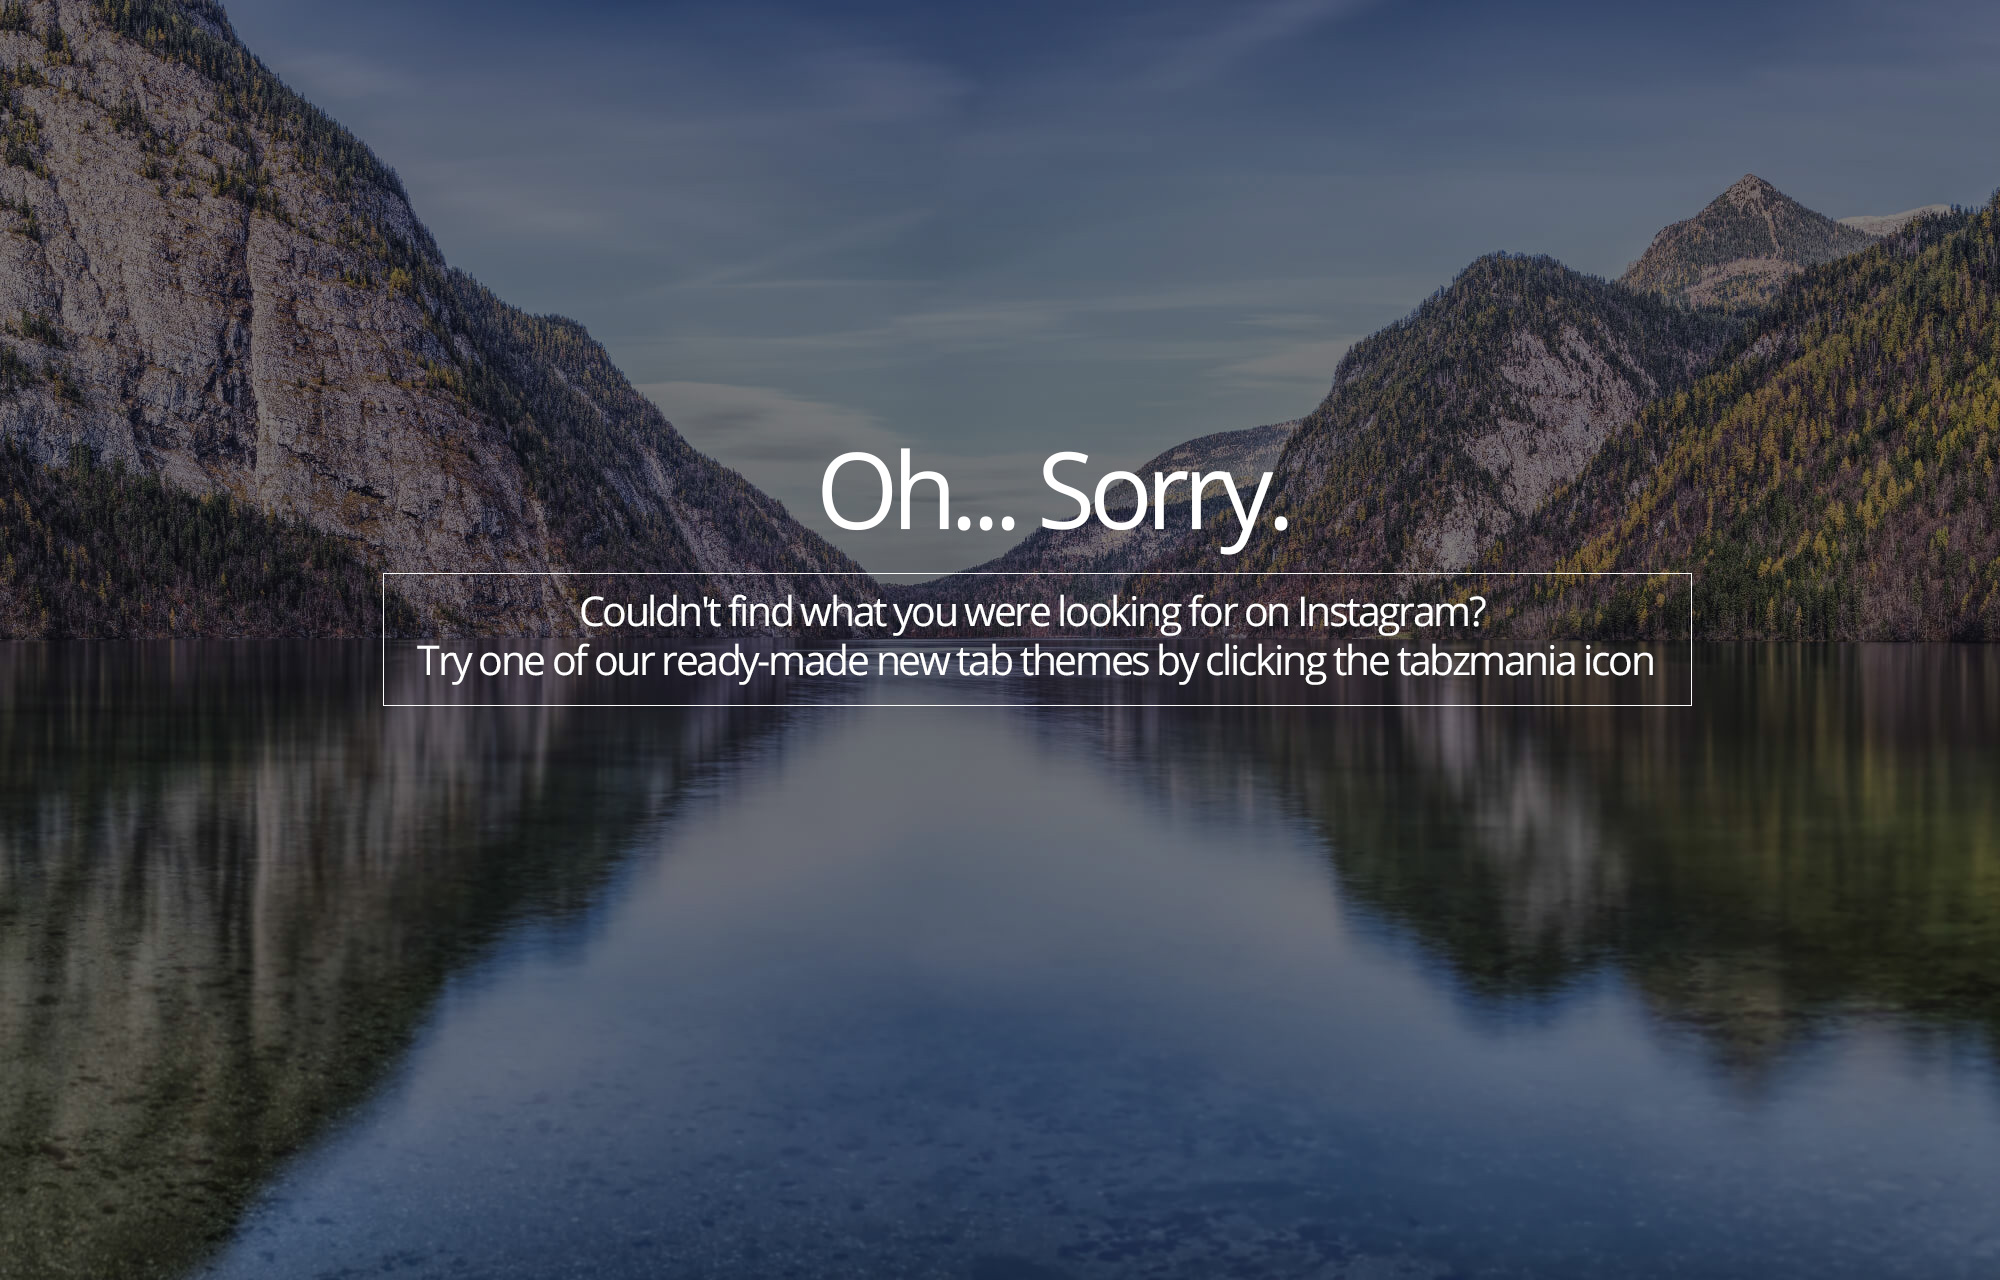 Oh... Sorry.
Couldn't find what you were looking for on Instagram?
Try one of our ready-made new tab themes by clicking the tabzmania icon